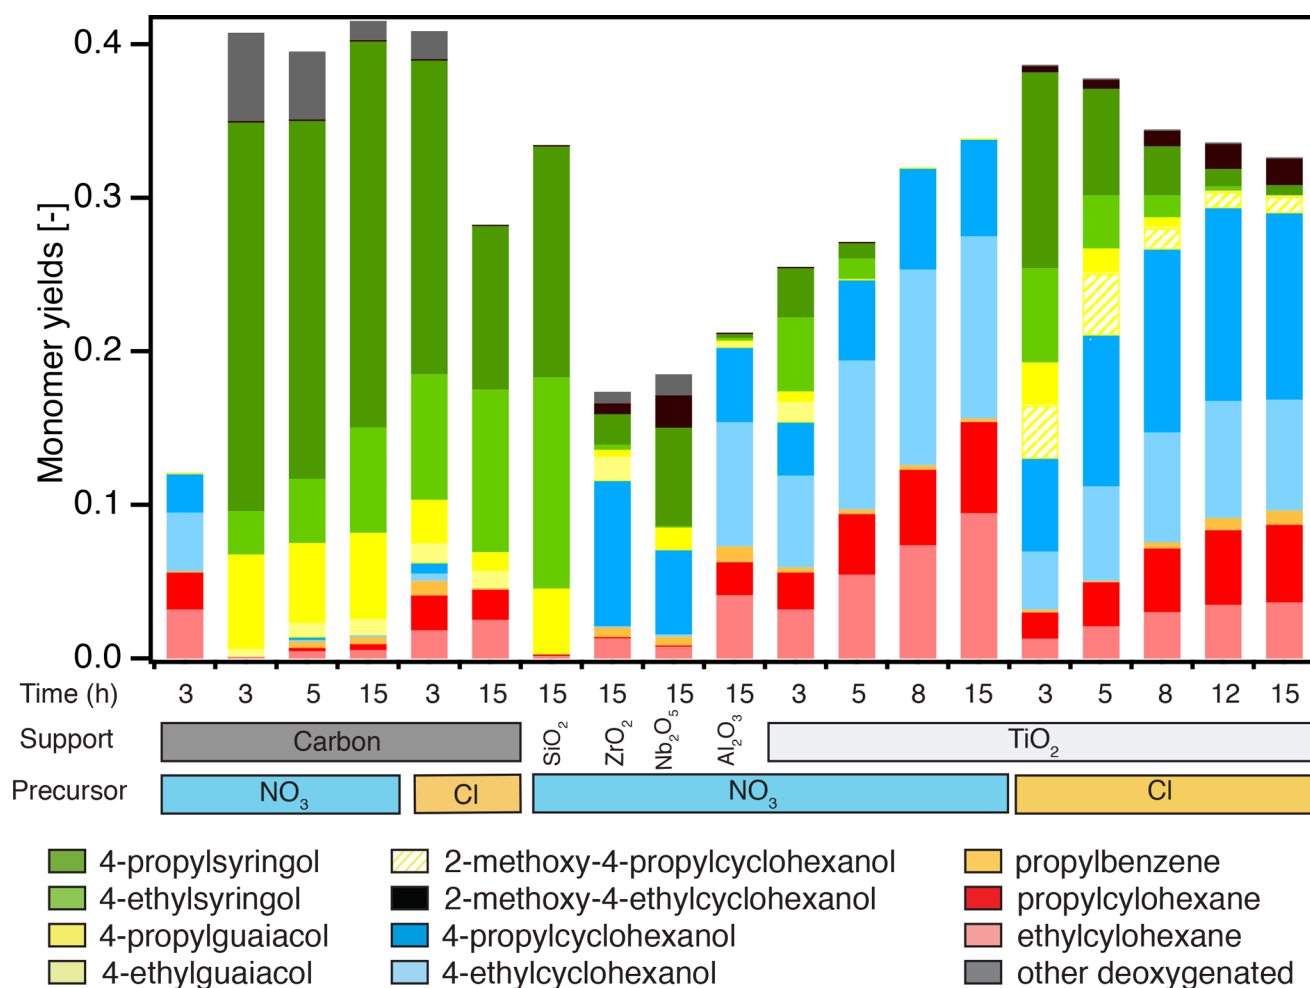 Monomer yields [-]
0.4
0.3
0.2
0.1
0.0
Time (h) 3 3 5 15 3 15 15 15 15 15 3 5 8 15 3 5 8 12 15
Support Carbon SiO₂ ZrO₂ Nb₂O₅ Al₂O₃ TiO₂
Precursor NO₃ Cl NO₃ Cl
4-propylsyringol 2-methoxy-4-propylcyclohexanol propylbenzene
4-ethylsyringol 2-methoxy-4-ethylcyclohexanol propylcylohexane
4-propylguaiacol 4-propylcyclohexanol ethylcylohexane
4-ethylguaiacol 4-ethylcyclohexanol other deoxygenated